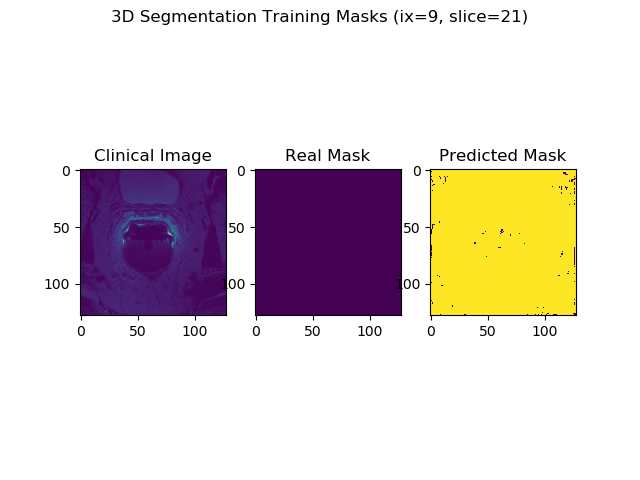 3D Segmentation Training Masks (ix=9, slice=21)
Clinical Image Real Mask Predicted Mask
0 0 0
50 50 50
100 100 100
0 50 100 0 50 100 0 50 100